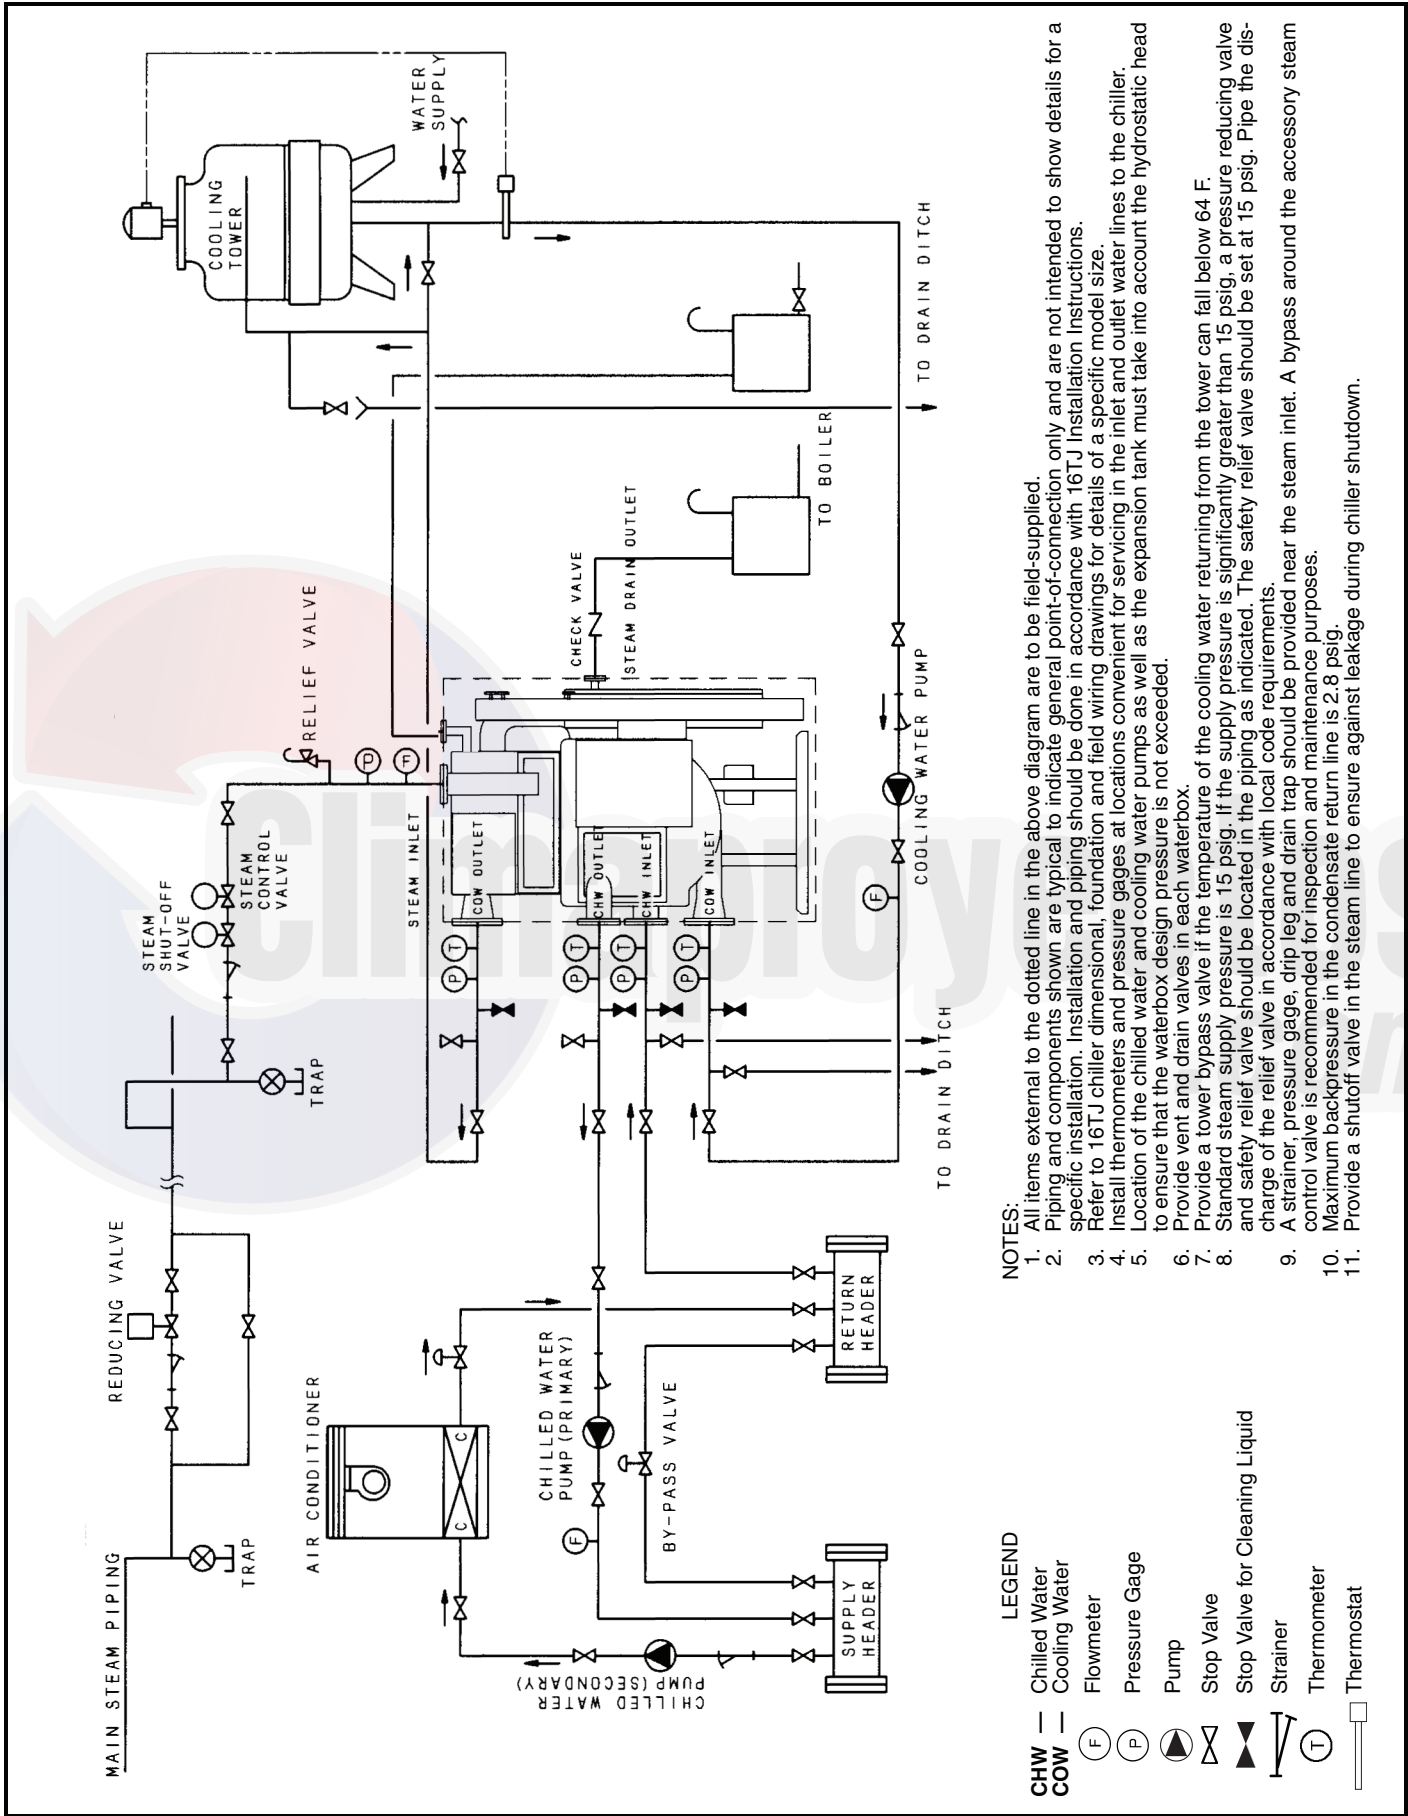 MAIN STEAM PIPING
TRAP
REDUCING VALVE
TRAP
STEAM
SHUT-OFF
VALVE
STEAM
CONTROL
VALVE
RELIEF VALVE
P
F
COOLING
TOWER
WATER
SUPPLY
AIR CONDITIONER
C
C
STEAM INLET
COW OUTLET
CHW OUTLET
CHW INLET
COW INLET
P
T
P
T
P
T
P
T
CHECK VALVE
STEAM DRAIN OUTLET
TO BOILER
TO DRAIN DITCH
CHILLED WATER
PUMP (PRIMARY)
F
BY-PASS VALVE
CHILLED WATER
PUMP (SECONDARY)
SUPPLY
HEADER
RETURN
HEADER
TO DRAIN DITCH
F
COOLING WATER PUMP
Climaproyectos
LEGEND
CHW — Chilled Water
COW — Cooling Water
F Flowmeter
P Pressure Gage
Pump
Stop Valve
Stop Valve for Cleaning Liquid
Strainer
T Thermometer
Thermostat
NOTES:
1. All items external to the dotted line in the above diagram are to be field-supplied.
2. Piping and components shown are typical to indicate general point-of-connection only and are not intended to show details for a
specific installation. Installation and piping should be done in accordance with 16TJ Installation Instructions.
3. Refer to 16TJ chiller dimensional, foundation and field wiring drawings for details of a specific model size.
4. Install thermometers and pressure gages at locations convenient for servicing in the inlet and outlet water lines to the chiller.
5. Location of the chilled water and cooling water pumps as well as the expansion tank must take into account the hydrostatic head
to ensure that the waterbox design pressure is not exceeded.
6. Provide vent and drain valves in each waterbox.
7. Provide a tower bypass valve if the temperature of the cooling water returning from the tower can fall below 64 F.
8. Standard steam supply pressure is 15 psig. If the supply pressure is significantly greater than 15 psig, a pressure reducing valve
and safety relief valve should be located in the piping as indicated. The safety relief valve should be set at 15 psig. Pipe the dis-
charge of the relief valve in accordance with local code requirements.
9. A strainer, pressure gage, drip leg and drain trap should be provided near the steam inlet. A bypass around the accessory steam
control valve is recommended for inspection and maintenance purposes.
10. Maximum backpressure in the condensate return line is 2.8 psig.
11. Provide a shutoff valve in the steam line to ensure against leakage during chiller shutdown.